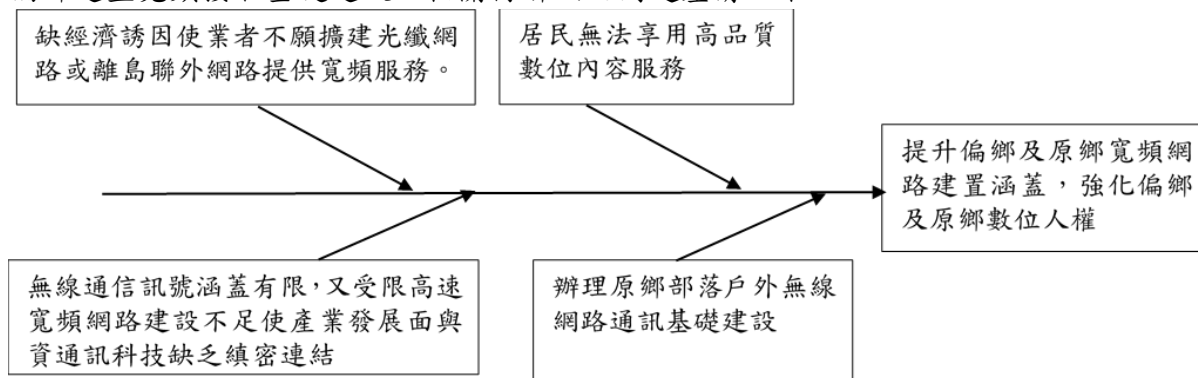 缺經濟誘因使業者不願擴建光纖網
路或離島聯外網路提供寬頻服務。
居民無法享用高品質
數位內容服務
提升偏鄉及原鄉寬頻網
路建置涵蓋，強化偏鄉
及原鄉數位人權
無線通信訊號涵蓋有限，又受限高速
寬頻網路建設不足使產業發展面與
資通訊科技缺乏縝密連結
辦理原鄉部落戶外無線
網路通訊基礎建設